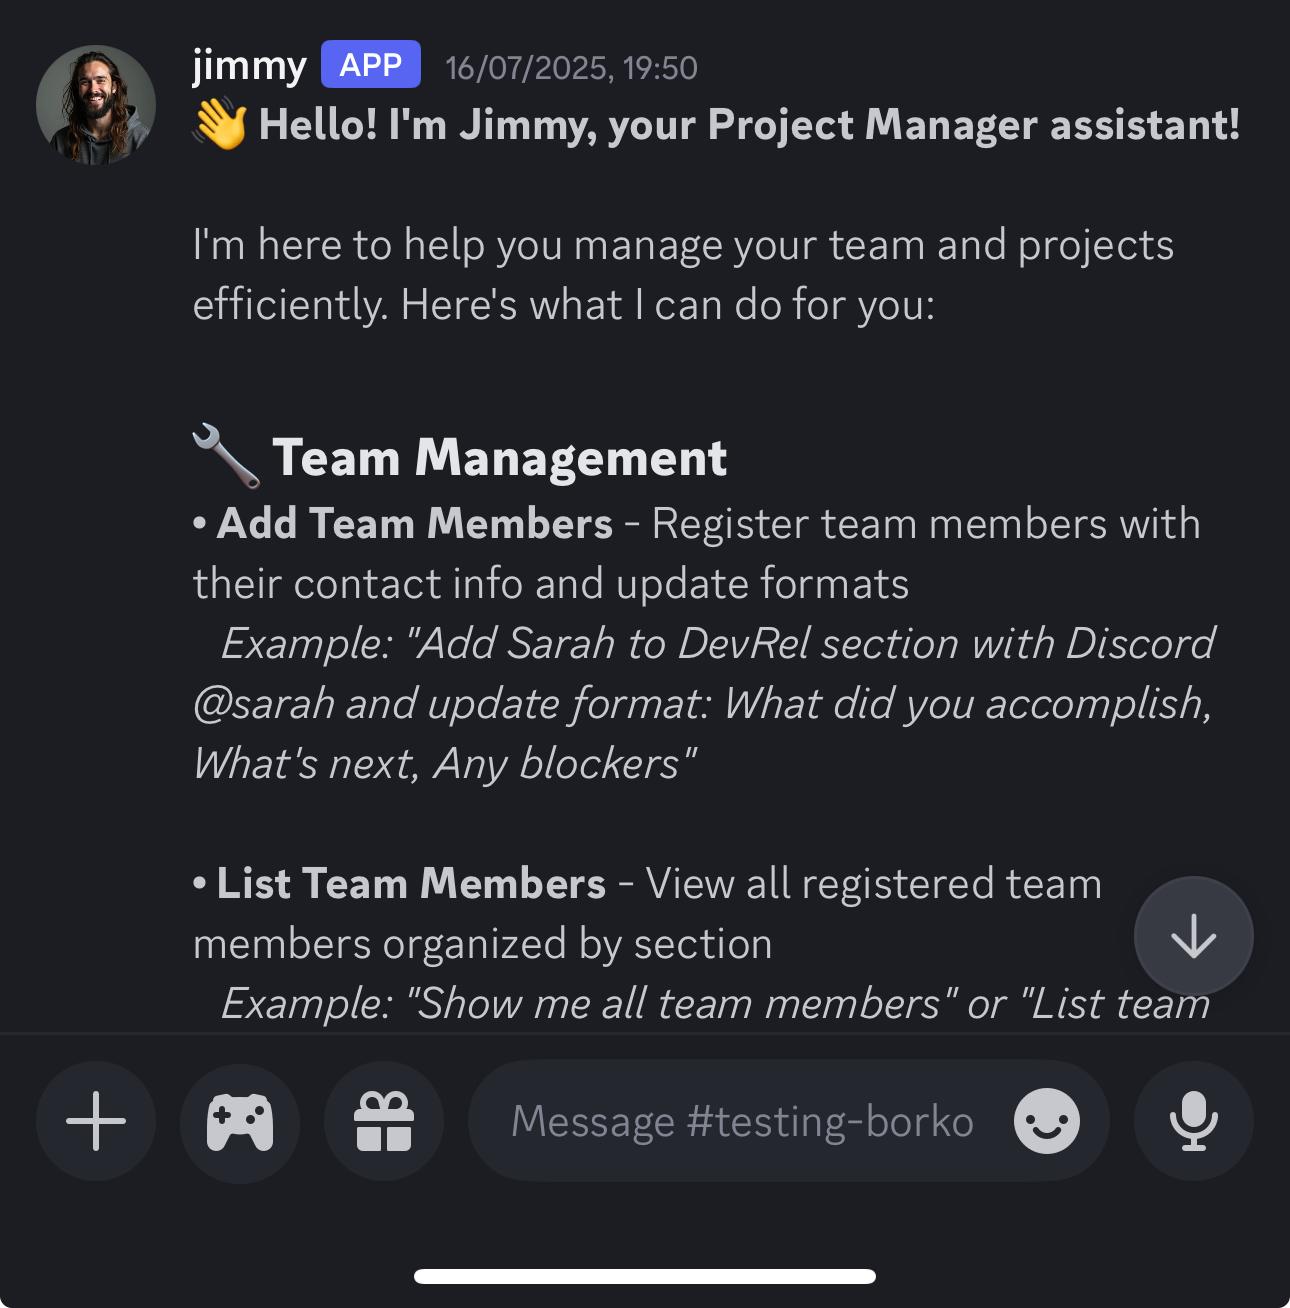 jimmy APP 16/07/2025, 19:50
👋 Hello! I'm Jimmy, your Project Manager assistant!
I'm here to help you manage your team and projects
efficiently. Here's what I can do for you:
🔧 Team Management
• Add Team Members - Register team members with
their contact info and update formats
Example: "Add Sarah to DevRel section with Discord
@sarah and update format: What did you accomplish,
What's next, Any blockers"
• List Team Members - View all registered team
members organized by section
Example: "Show me all team members" or "List team
Message #testing-borko